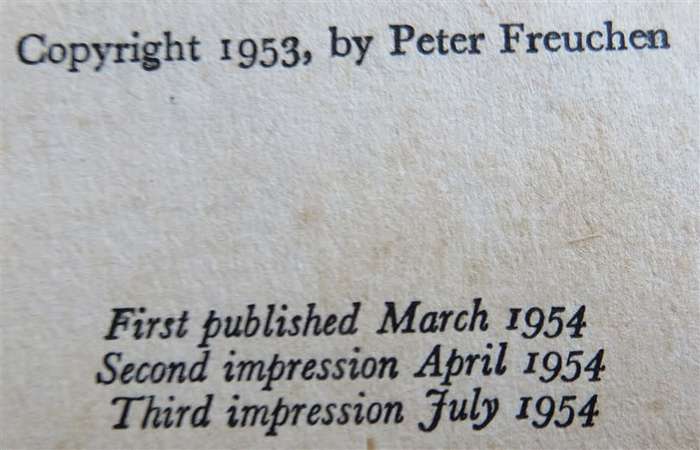 Copyright 1953, by Peter Freuchen
First published March 1954
Second impression April 1954
Third impression July 1954